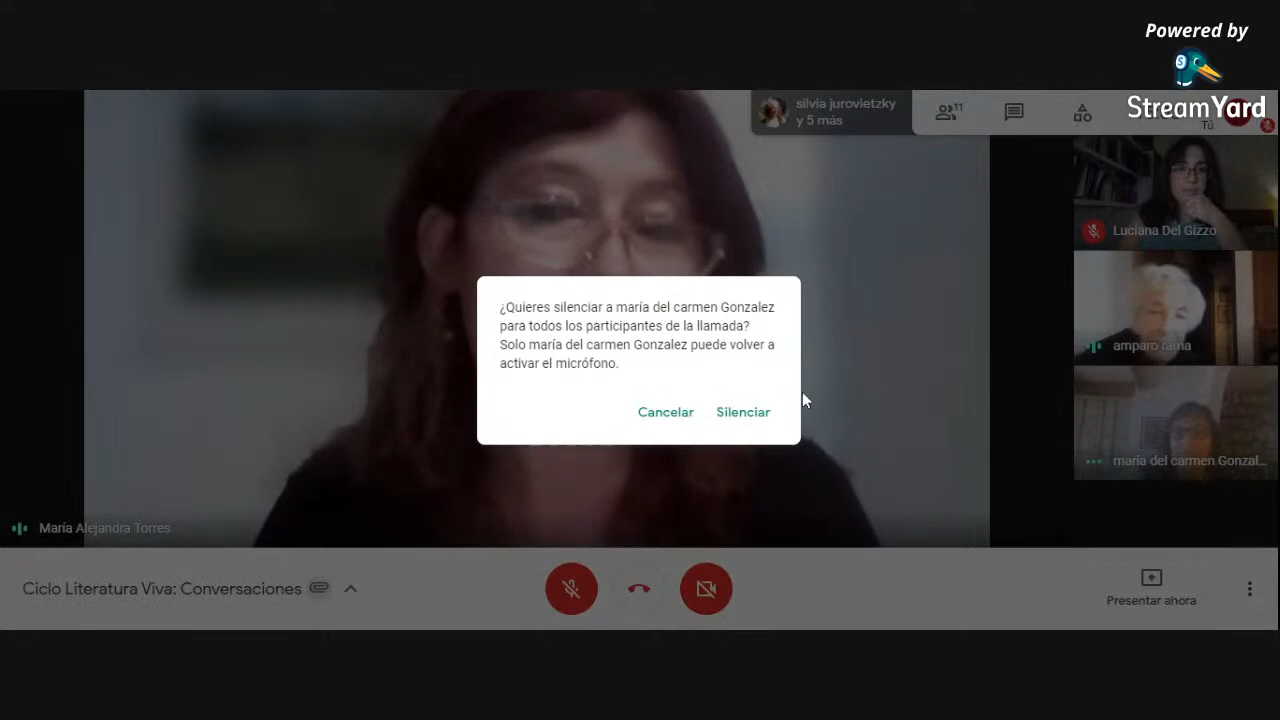 Powered by
StreamYard
silvia jurovietzky
y 5 más
11
Tú
Luciana Del Gizzo
¿Quieres silenciar a maría del carmen Gonzalez
para todos los participantes de la llamada?
Solo maría del carmen Gonzalez puede volver a
activar el micrófono.
Cancelar
Silenciar
amparo rama
maría del carmen Gonzal...
María Alejandra Torres
Ciclo Literatura Viva: Conversaciones
Presentar ahora